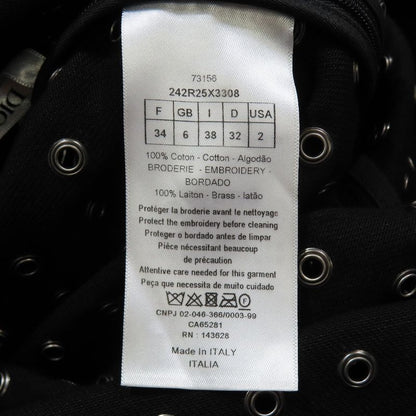 73156
242R25X3308
F GB I D USA
34 6 38 32 2
100% Coton - Cotton - Algodão
BRODERIE - EMBROIDERY -
BORDADO
100% Laiton - Brass - latão
Protéger la broderie avant le nettoyage
Protect the embroidery before cleaning
Proteger o bordado antes de limpar
Pièce nécessitant beaucoup
de précaution
Attentive care needed for this garment
Peça que necessita de muito cuidado
CNPJ 02-046-366/0003-99
CA65281
RN : 143628
Made in ITALY
ITALIA